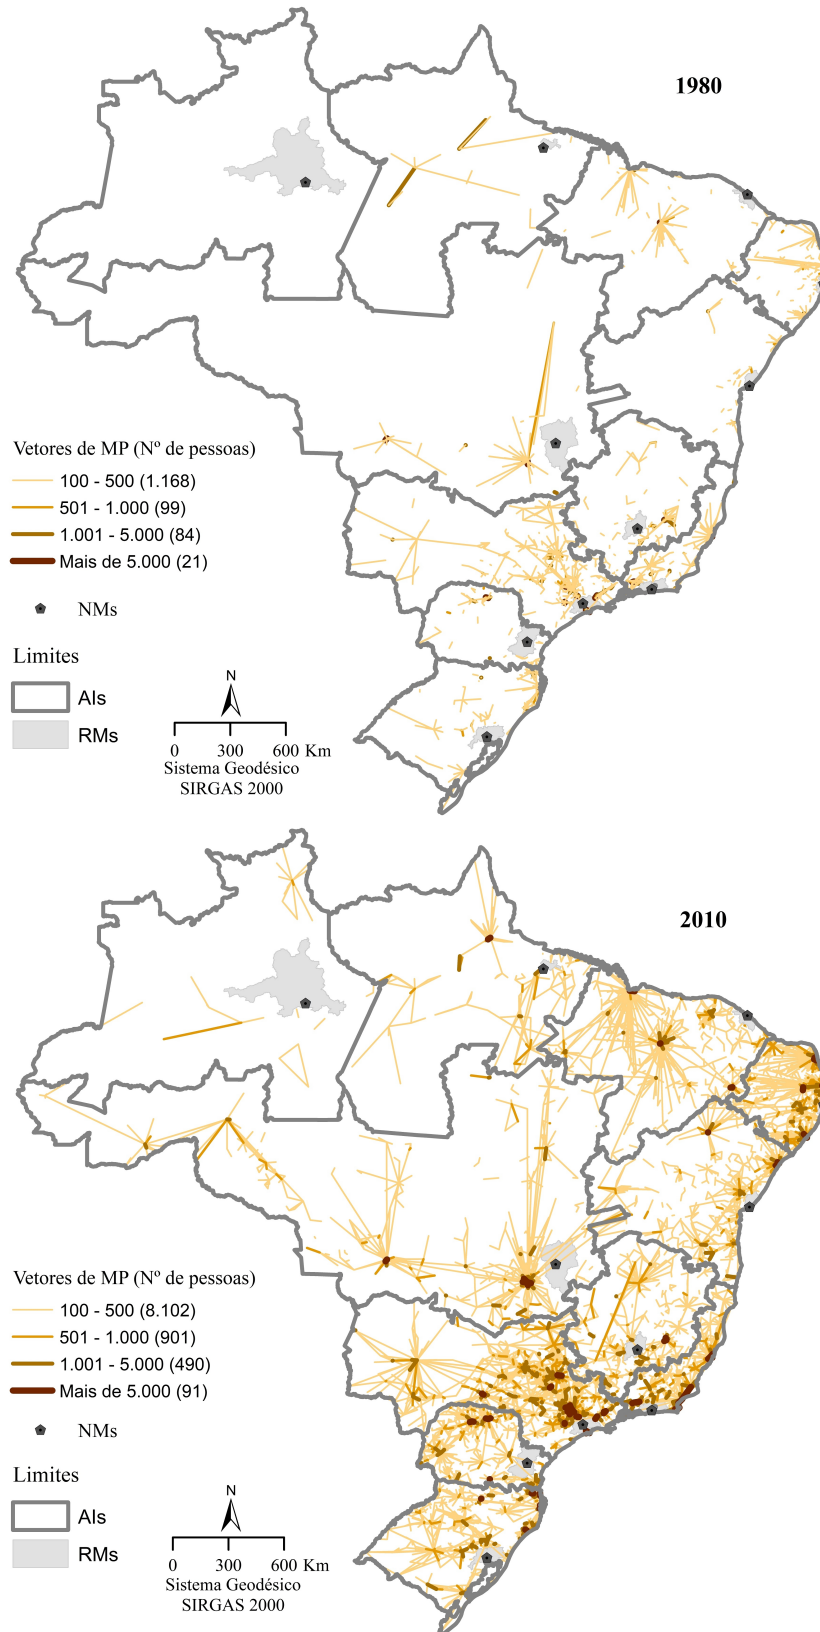 1980
Vetores de MP (Nº de pessoas)
100 - 500 (1.168)
501 - 1.000 (99)
1.001 - 5.000 (84)
Mais de 5.000 (21)
NMs
Limites
AIs
RMs
N
0 300 600 Km
Sistema Geodésico
SIRGAS 2000
2010
Vetores de MP (Nº de pessoas)
100 - 500 (8.102)
501 - 1.000 (901)
1.001 - 5.000 (490)
Mais de 5.000 (91)
NMs
Limites
AIs
RMs
N
0 300 600 Km
Sistema Geodésico
SIRGAS 2000